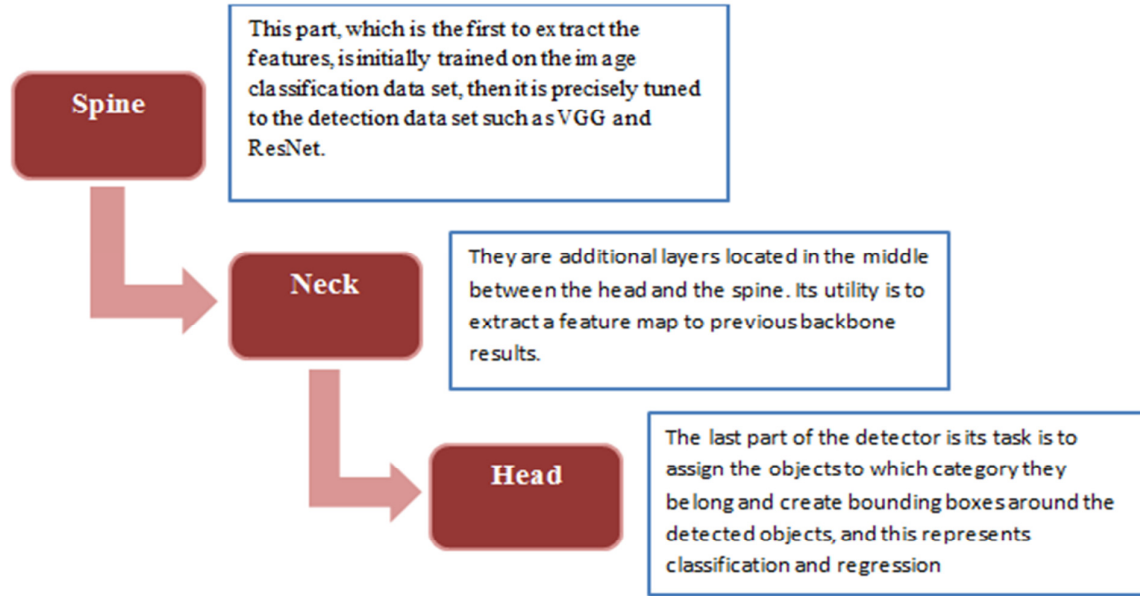 Spine
This part, which is the first to extract the
features, is initially trained on the image
classification data set, then it is precisely tuned
to the detection data set such as VGG and
ResNet.
Neck
They are additional layers located in the middle
between the head and the spine. Its utility is to
extract a feature map to previous backbone
results.
Head
The last part of the detector is its task is to
assign the objects to which category they
belong and create bounding boxes around the
detected objects, and this represents
classification and regression